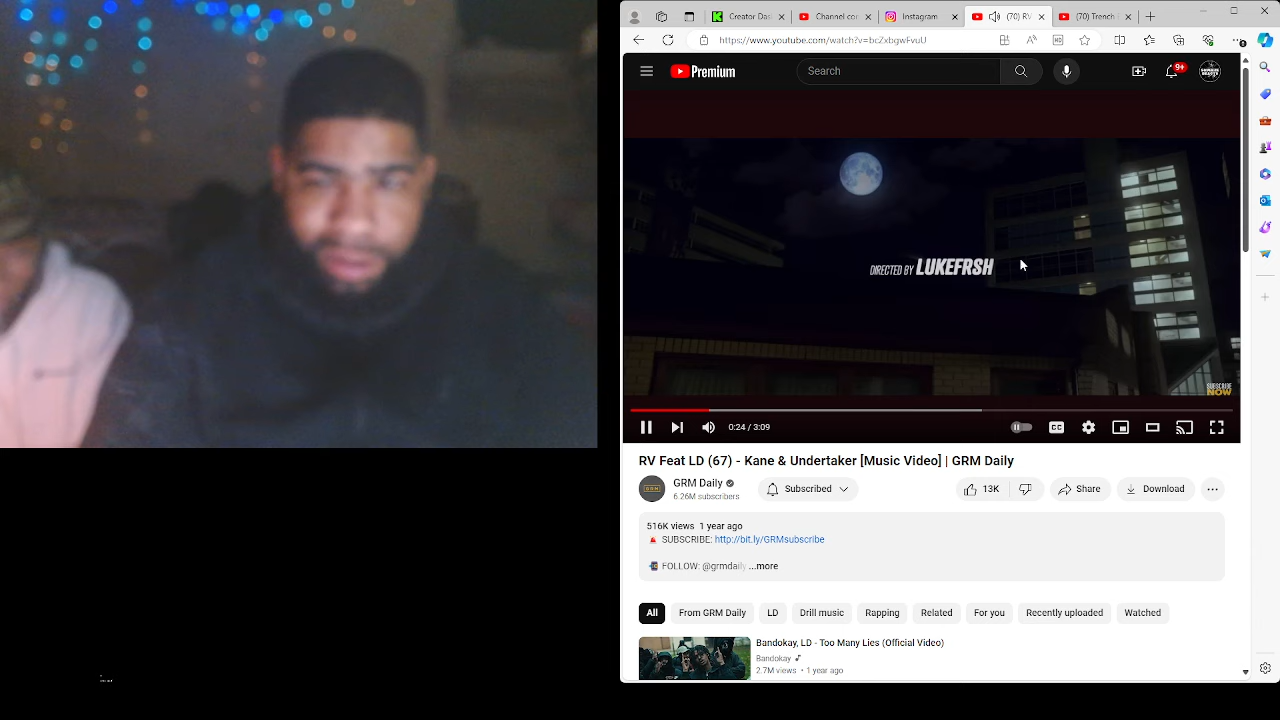 Creator Das
Channel con
Instagram
(70) RV
(70) Trench F
https://www.youtube.com/watch?v=bcZxbgwFvuU
HD
Premium
Search
9+
DIRECTED BY LUKEFRSH
SUBSCRIBE
NOW
0:24 / 3:09
CC
RV Feat LD (67) - Kane & Undertaker [Music Video] | GRM Daily
GRM
GRM Daily
6.26M subscribers
Subscribed
13K
Share
Download
516K views 1 year ago
SUBSCRIBE: http://bit.ly/GRMsubscribe
FOLLOW: @grmdaily ...more
All
From GRM Daily
LD
Drill music
Rapping
Related
For you
Recently uploaded
Watched
Bandokay, LD - Too Many Lies (Official Video)
Bandokay
2.7M views • 1 year ago